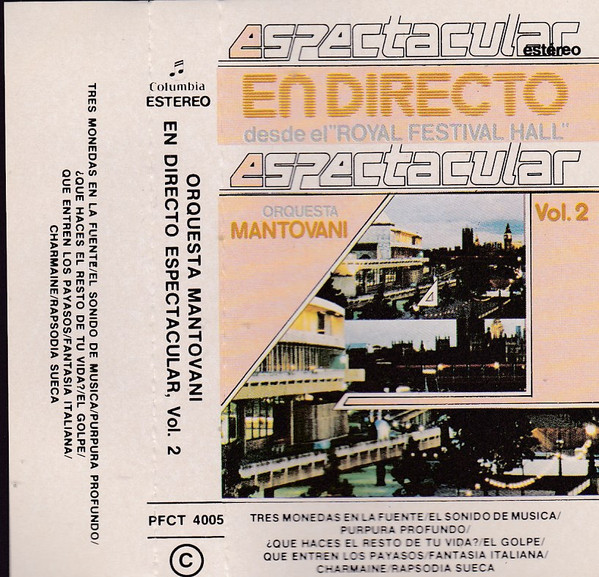 TRES MONEDAS EN LA FUENTE/EL SONIDO DE MUSICA/PURPURA PROFUNDO/
¿QUE HACES EL RESTO DE TU VIDA?/EL GOLPE/
QUE ENTREN LOS PAYASOS/FANTASIA ITALIANA/
CHARMAINE/RAPSODIA SUECA
Columbia
ESTEREO
ORQUESTA MANTOVANI
EN DIRECTO ESPECTACULAR, Vol. 2
PFCT 4005
C
espectacular
estéreo
EN DIRECTO
desde el "ROYAL FESTIVAL HALL"
espectacular
ORQUESTA
MANTOVANI
Vol. 2
TRES MONEDAS EN LA FUENTE/EL SONIDO DE MUSICA/
PURPURA PROFUNDO/
¿QUE HACES EL RESTO DE TU VIDA?/EL GOLPE/
QUE ENTREN LOS PAYASOS/FANTASIA ITALIANA/
CHARMAINE/RAPSODIA SUECA